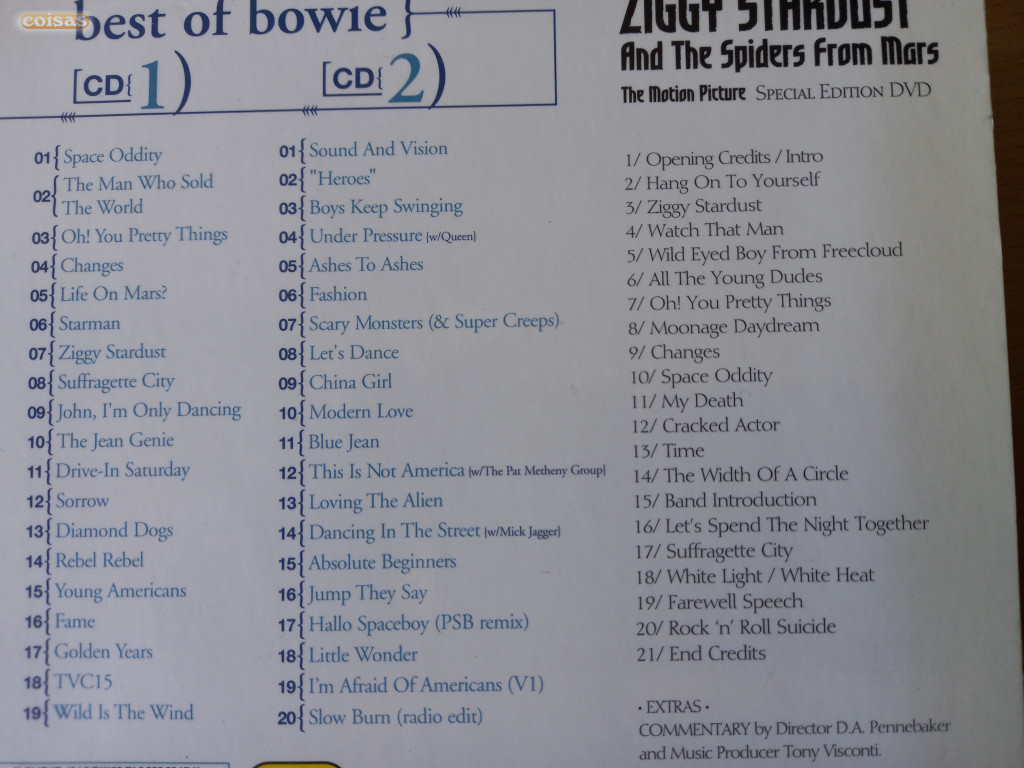 coisas
best of bowie }
[CD{ 1)
01{ Space Oddity
02{ The Man Who Sold
The World
03{ Oh! You Pretty Things
04{ Changes
05{ Life On Mars?
06{ Starman
07{ Ziggy Stardust
08{ Suffragette City
09{ John, I'm Only Dancing
10{ The Jean Genie
11{ Drive-In Saturday
12{ Sorrow
13{ Diamond Dogs
14{ Rebel Rebel
15{ Young Americans
16{ Fame
17{ Golden Years
18{ TVC15
19{ Wild Is The Wind
[CD{ 2)
01{ Sound And Vision
02{ "Heroes"
03{ Boys Keep Swinging
04{ Under Pressure {w/Queen}
05{ Ashes To Ashes
06{ Fashion
07{ Scary Monsters (& Super Creeps)
08{ Let's Dance
09{ China Girl
10{ Modern Love
11{ Blue Jean
12{ This Is Not America {w/The Pat Metheny Group}
13{ Loving The Alien
14{ Dancing In The Street {w/Mick Jagger}
15{ Absolute Beginners
16{ Jump They Say
17{ Hallo Spaceboy (PSB remix)
18{ Little Wonder
19{ I'm Afraid Of Americans (V1)
20{ Slow Burn (radio edit)
ZIGGY STARDUST
And The Spiders From Mars
The Motion Picture SPECIAL EDITION DVD
1/ Opening Credits / Intro
2/ Hang On To Yourself
3/ Ziggy Stardust
4/ Watch That Man
5/ Wild Eyed Boy From Freecloud
6/ All The Young Dudes
7/ Oh! You Pretty Things
8/ Moonage Daydream
9/ Changes
10/ Space Oddity
11/ My Death
12/ Cracked Actor
13/ Time
14/ The Width Of A Circle
15/ Band Introduction
16/ Let's Spend The Night Together
17/ Suffragette City
18/ White Light / White Heat
19/ Farewell Speech
20/ Rock 'n' Roll Suicide
21/ End Credits
• EXTRAS •
COMMENTARY by Director D.A. Pennebaker
and Music Producer Tony Visconti.